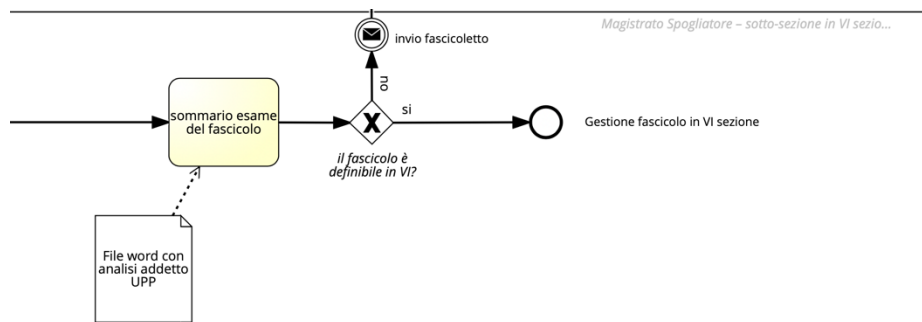 Magistrato Spogliatore – sotto-sezione in VI sezio...
invio fascicoletto
no
sommario esame
del fascicolo
si
Gestione fascicolo in VI sezione
il fascicolo è
definibile in VI?
File word con
analisi addetto
UPP